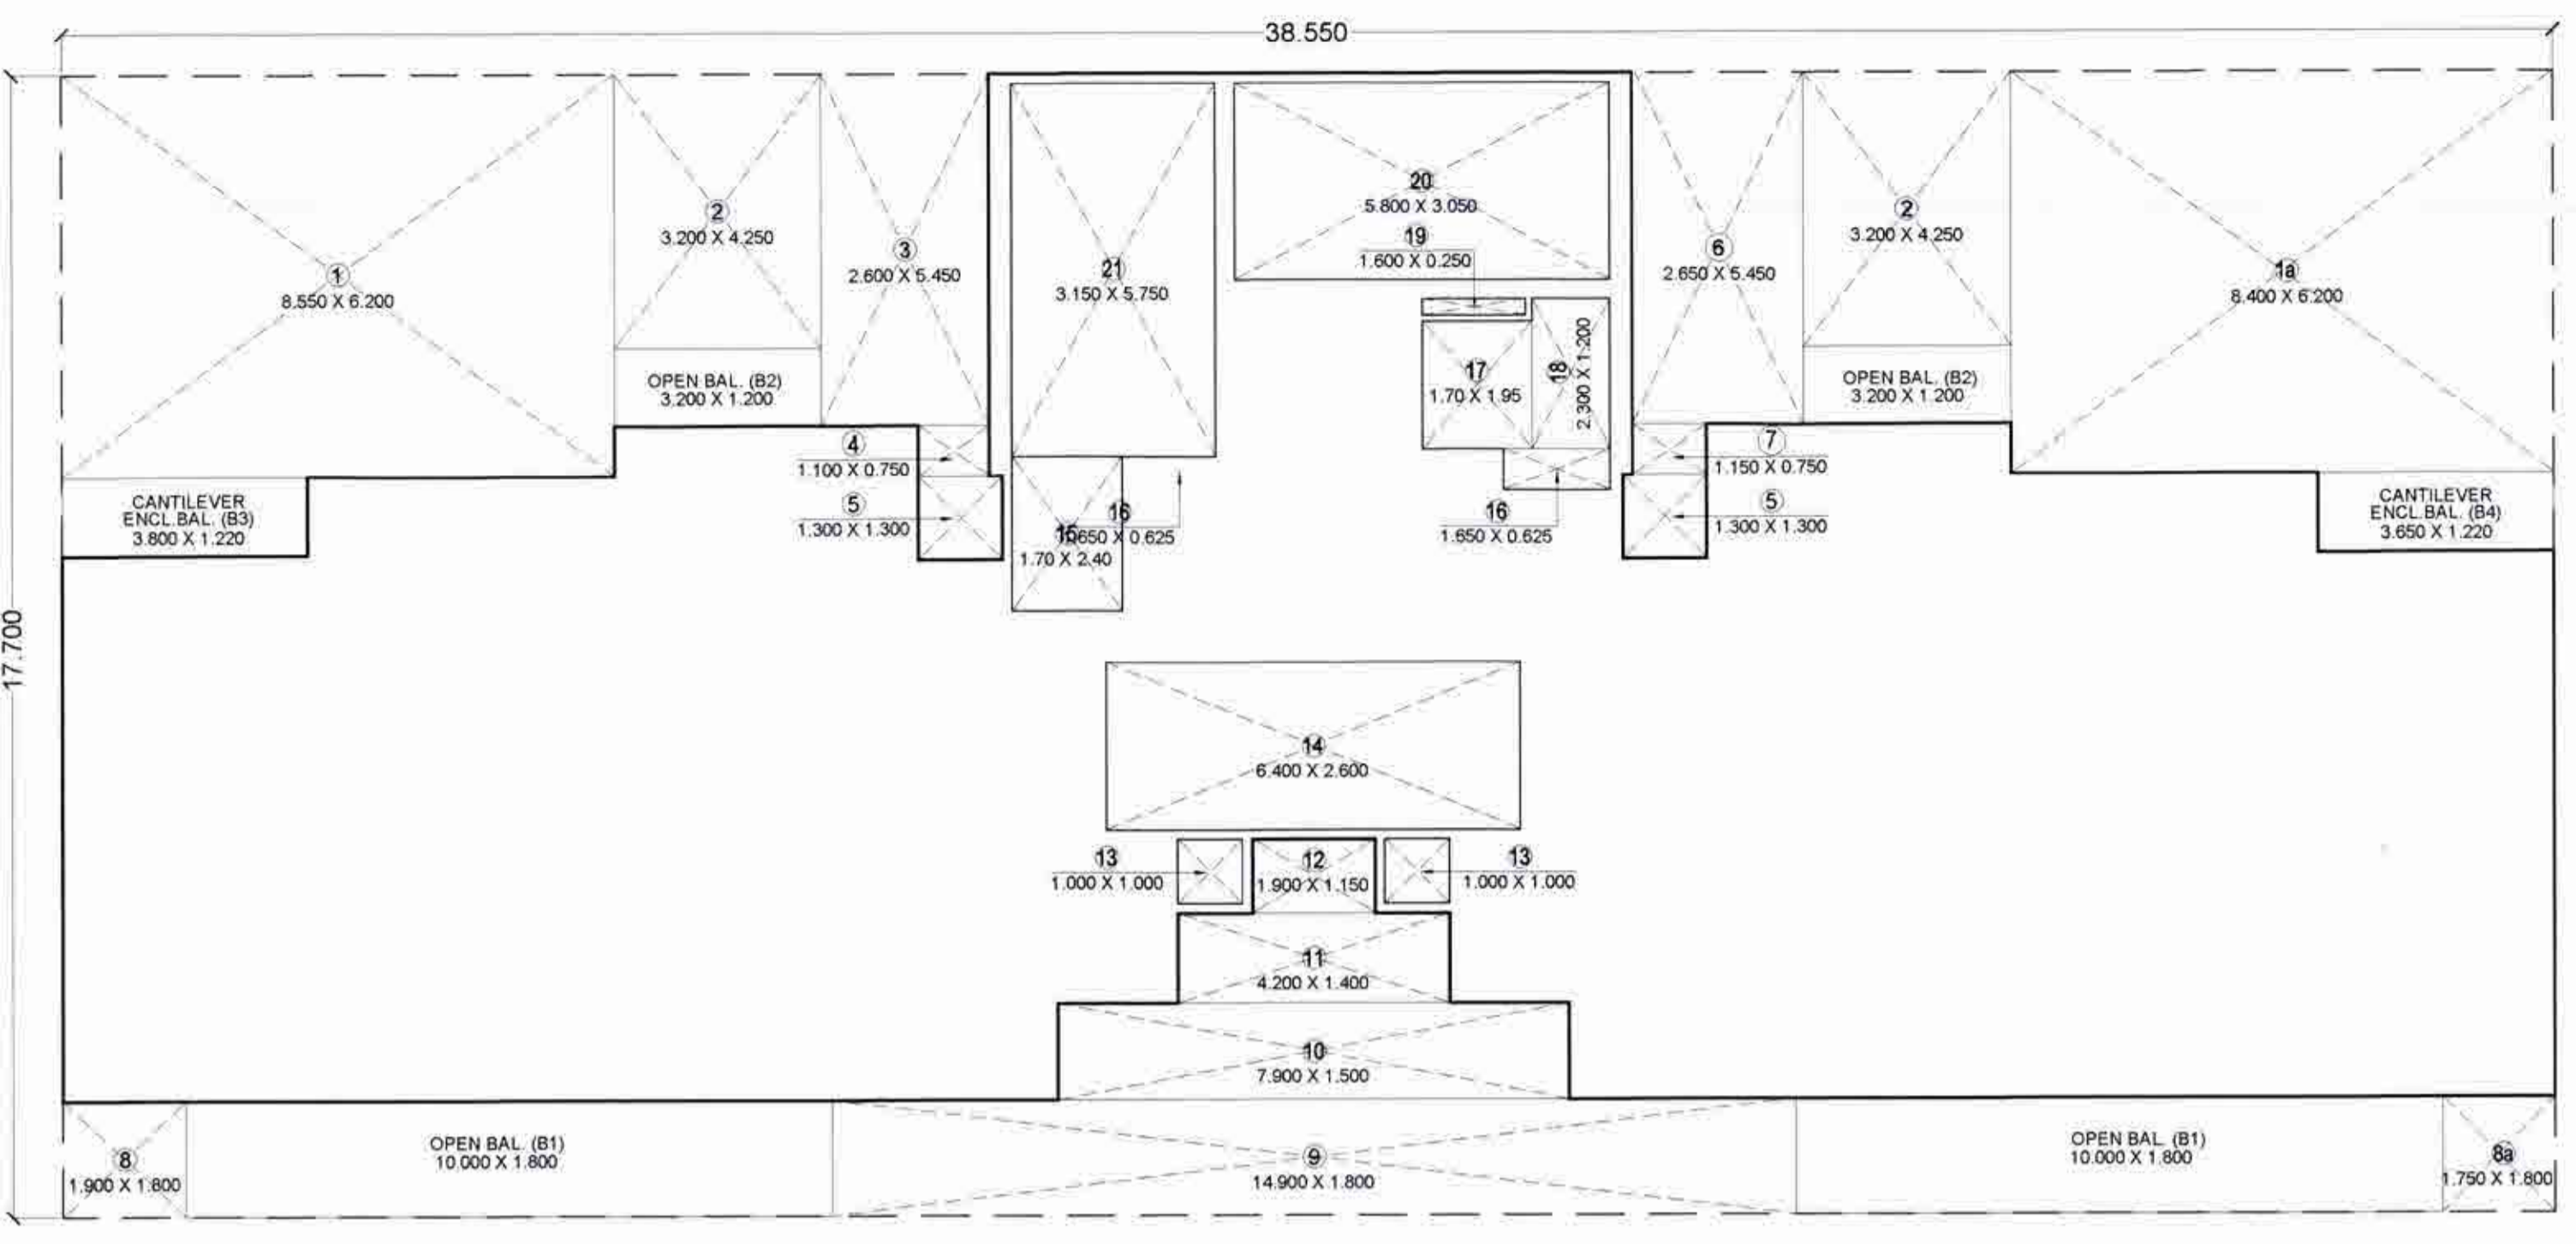 38.550
17.700
1
8.550 X 6.200
2
3.200 X 4.250
3
2.600 X 5.450
21
3.150 X 5.750
20
5.800 X 3.050
19
1.600 X 0.250
6
2.650 X 5.450
2
3.200 X 4.250
1a
8.400 X 6.200
OPEN BAL. (B2)
3.200 X 1.200
17
1.70 X 1.95
18
2.300 X 1.200
OPEN BAL. (B2)
3.200 X 1.200
4
1.100 X 0.750
7
1.150 X 0.750
CANTILEVER
ENCL.BAL. (B3)
3.800 X 1.220
5
1.300 X 1.300
15
1.70 X 2.40
16
.650 X 0.625
16
1.650 X 0.625
5
1.300 X 1.300
CANTILEVER
ENCL.BAL. (B4)
3.650 X 1.220
14
6.400 X 2.600
13
1.000 X 1.000
12
1.900 X 1.150
13
1.000 X 1.000
11
4.200 X 1.400
10
7.900 X 1.500
8
1.900 X 1.800
OPEN BAL. (B1)
10.000 X 1.800
9
14.900 X 1.800
OPEN BAL. (B1)
10.000 X 1.800
8a
1.750 X 1.800